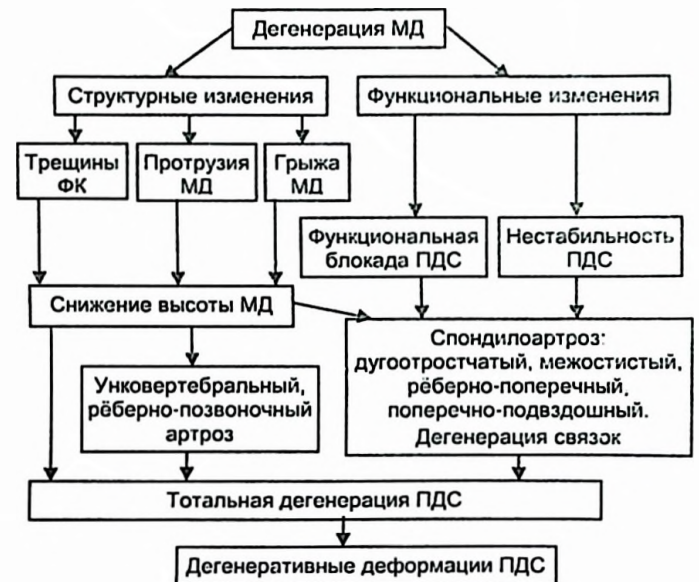 Дегенерация МД
Структурные изменения
Функциональные изменения
Трещины
ФК
Протрузия
МД
Грыжа
МД
Функциональная
блокада ПДС
Нестабильность
ПДС
Снижение высоты МД
Спондилоартроз:
дугоотростчатый, межостистый,
рёберно-поперечный,
поперечно-подвздошный.
Дегенерация связок
Унковертебральный,
рёберно-позвоночный
артроз
Тотальная дегенерация ПДС
Дегенеративные деформации ПДС